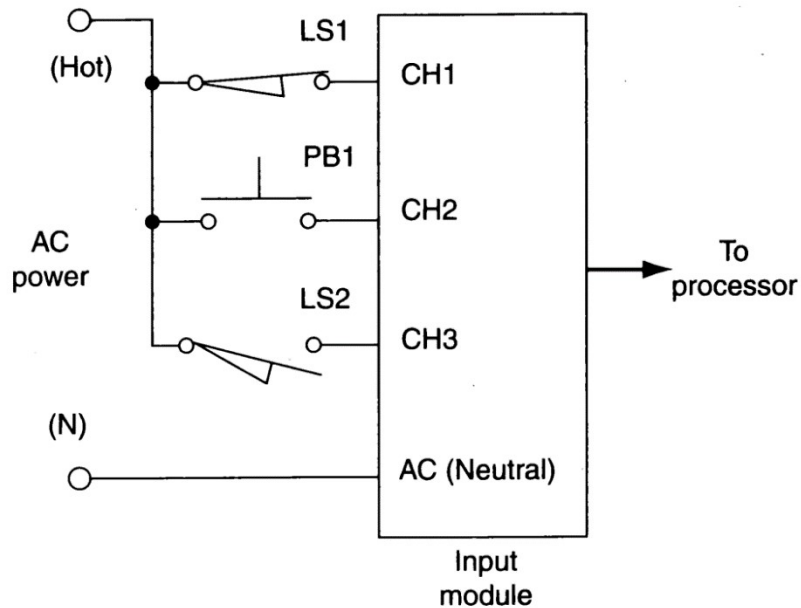 LS1
(Hot)
CH1
PB1
CH2
AC
power
To
processor
LS2
CH3
(N)
AC (Neutral)
Input
module